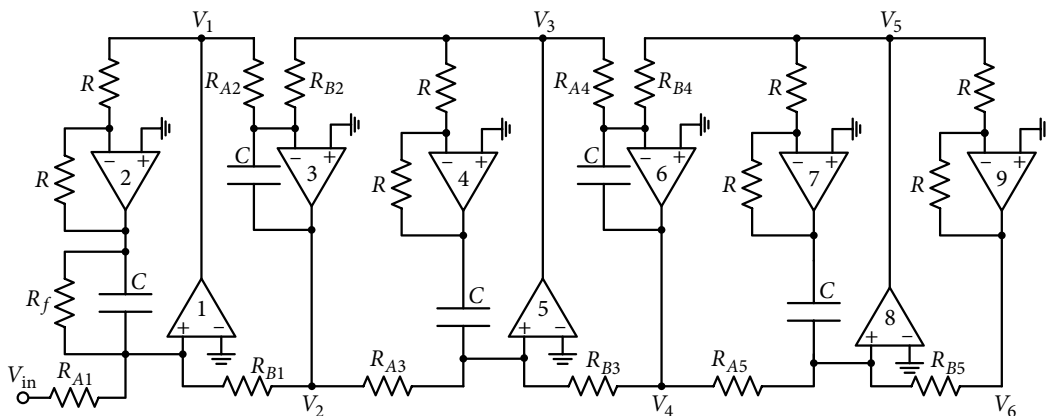 V1 V3 V5
R RA2 RB2 R RA4 RB4 R R
− + − + − + − + − + − +
2 C 3 4 C 6 7 9
R R R R
Rf C 1 C 5 C 8
+ − + − + −
Vin RA1 RB1 RA3 RB3 RA5 RB5
V2 V4 V6